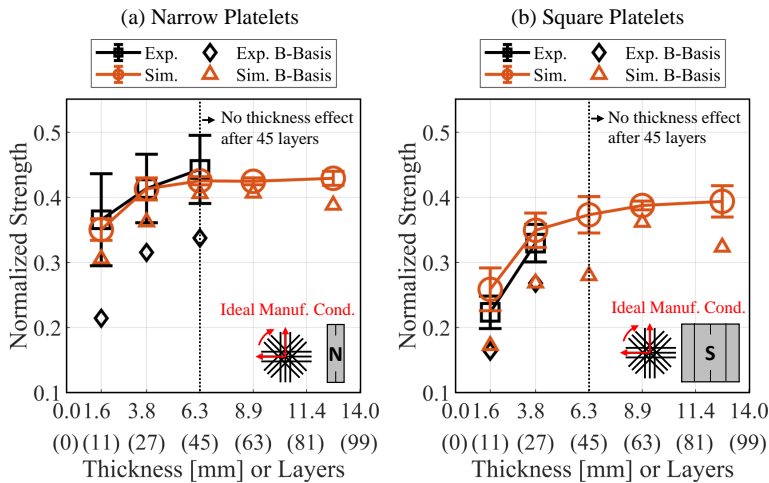 (a) Narrow Platelets
Exp.
Exp. B-Basis
Sim.
Sim. B-Basis
No thickness effect
after 45 layers
Normalized Strength
0.5
0.4
0.3
0.2
0.1
Ideal Manuf. Cond.
N
0.0 1.6 3.8 6.3 8.9 11.4 14.0
(0) (11) (27) (45) (63) (81) (99)
Thickness [mm] or Layers
(b) Square Platelets
Exp.
Exp. B-Basis
Sim.
Sim. B-Basis
No thickness effect
after 45 layers
Normalized Strength
0.5
0.4
0.3
0.2
0.1
Ideal Manuf. Cond.
S
0.0 1.6 3.8 6.3 8.9 11.4 14.0
(0) (11) (27) (45) (63) (81) (99)
Thickness [mm] or Layers